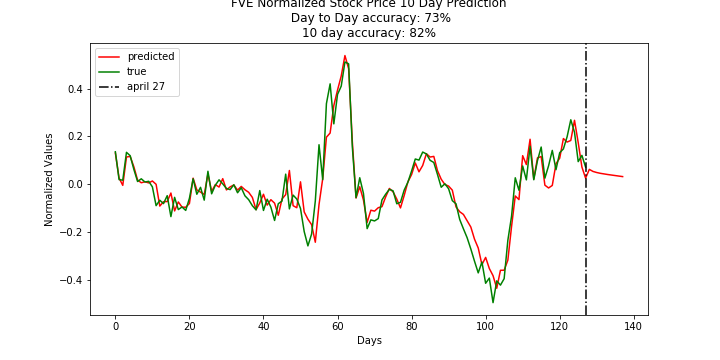 FVE Normalized Stock Price 10 Day Prediction
Day to Day accuracy: 73%
10 day accuracy: 82%
predicted
true
april 27
Normalized Values
0.4
0.2
0.0
−0.2
−0.4
0 20 40 60 80 100 120 140
Days